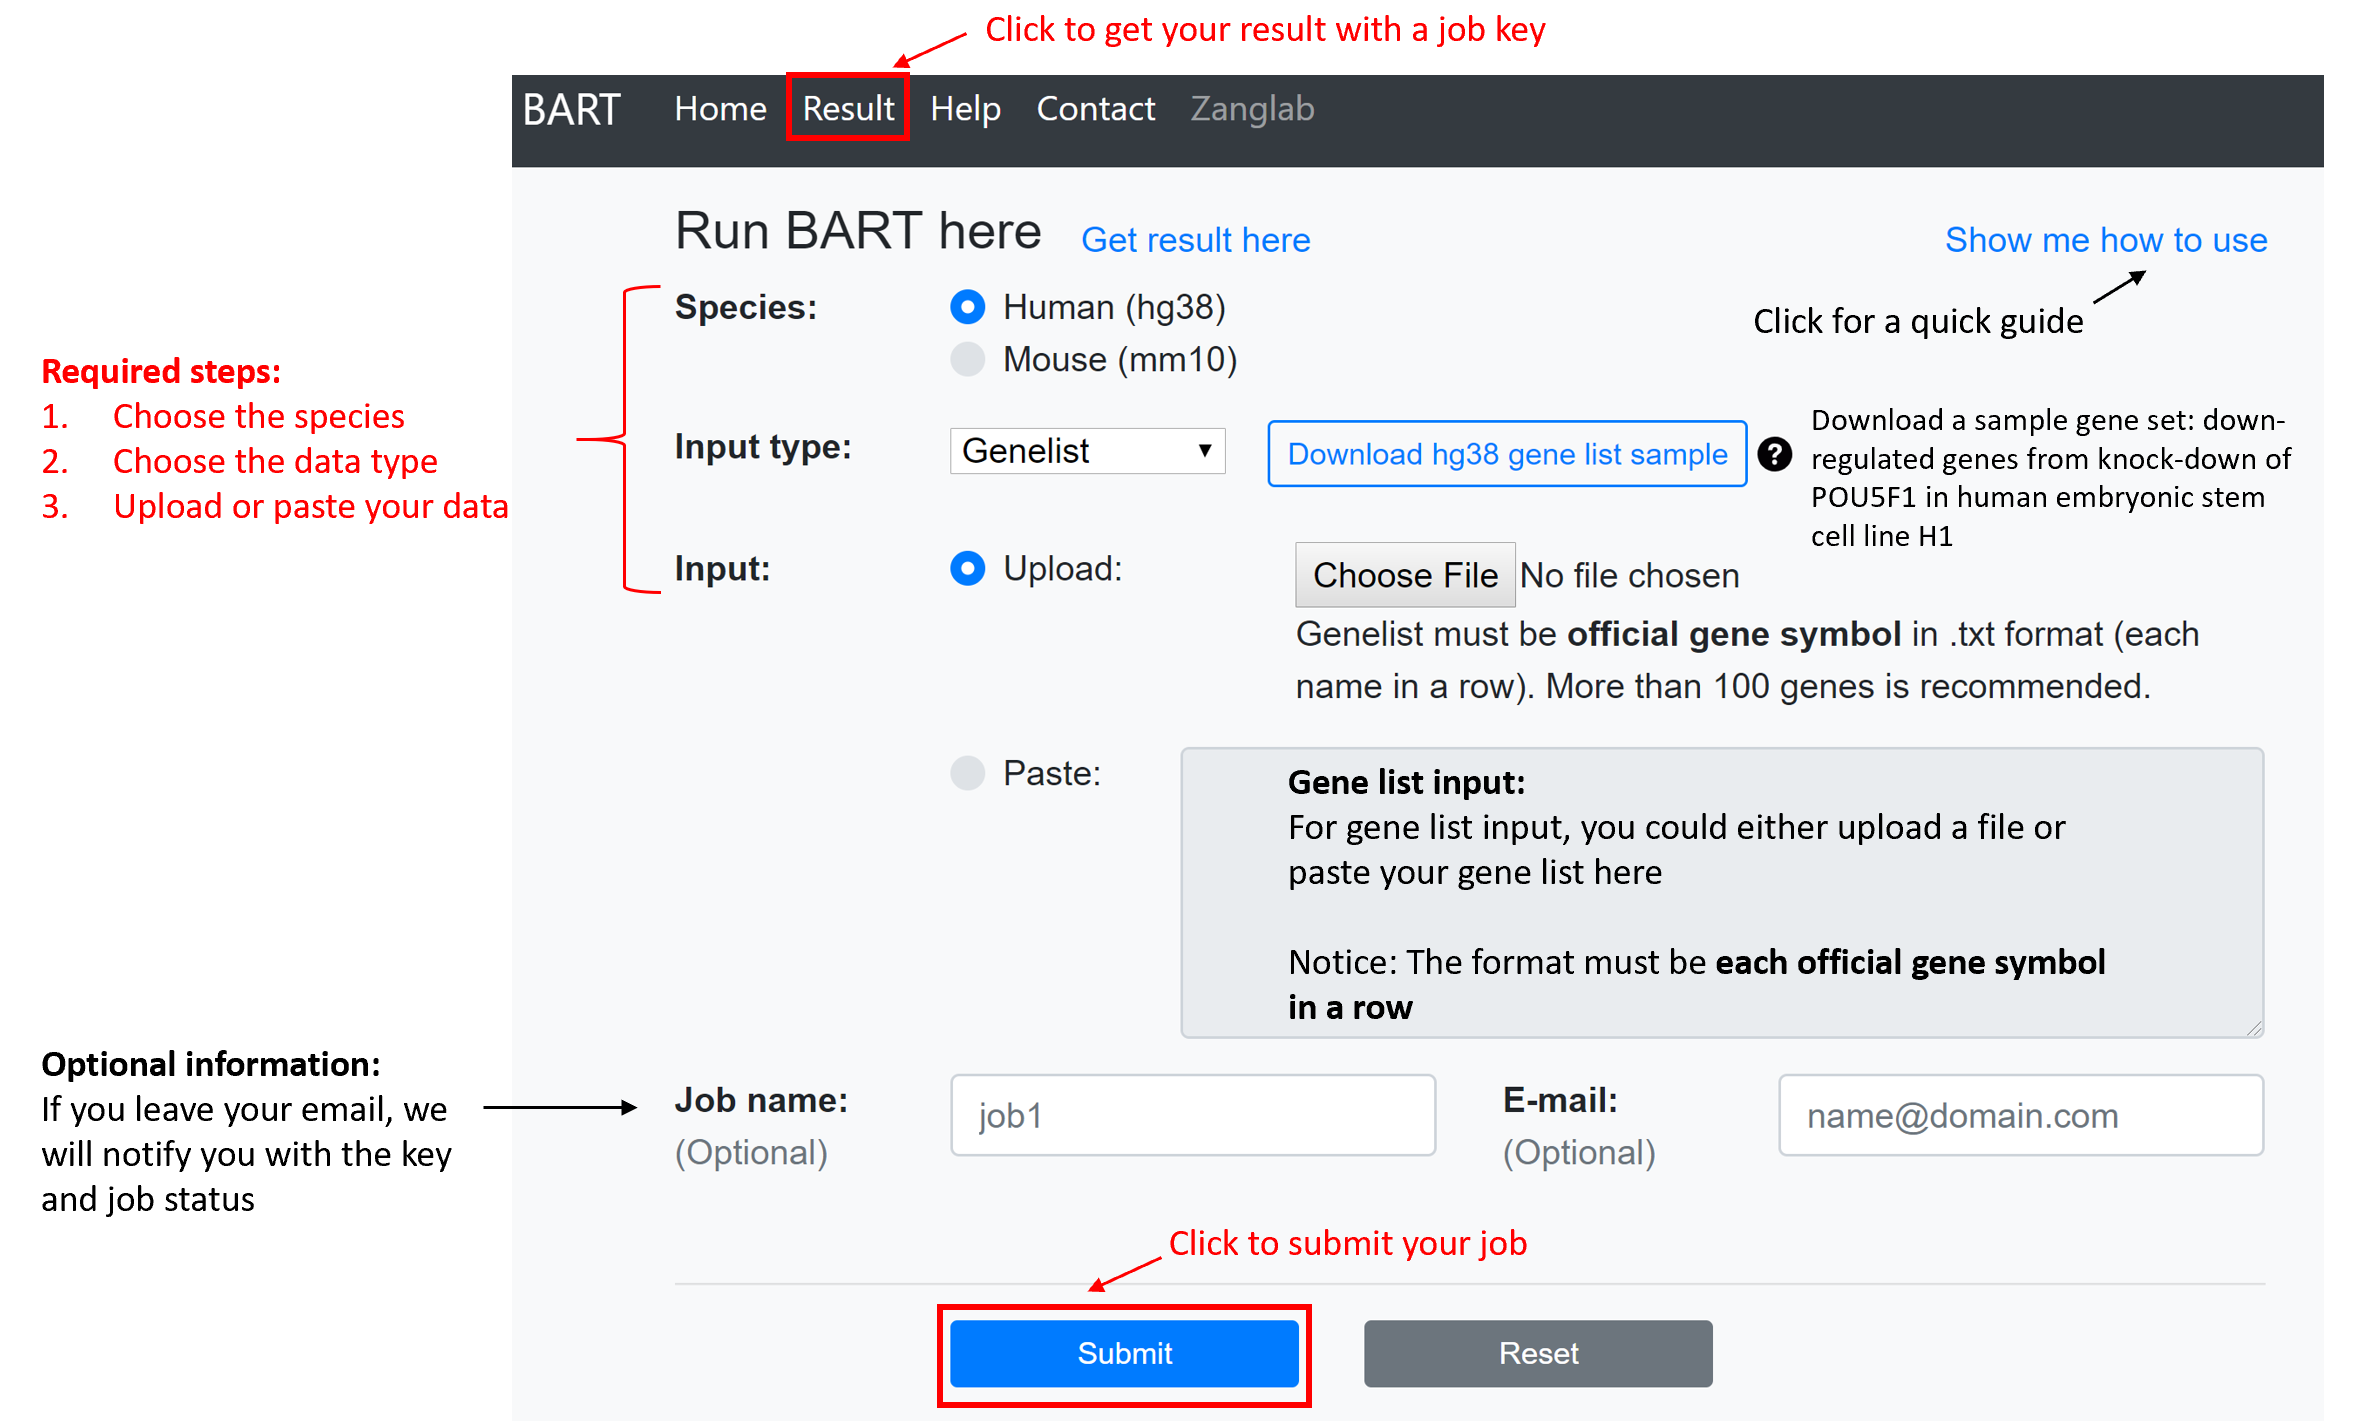 Click to get your result with a job key
BART Home Result Help Contact Zanglab
Run BART here Get result here Show me how to use
Click for a quick guide
Required steps:
1. Choose the species
2. Choose the data type
3. Upload or paste your data
Species: Human (hg38)
Mouse (mm10)
Input type: Genelist Download hg38 gene list sample ?
Download a sample gene set: down-
regulated genes from knock-down of
POU5F1 in human embryonic stem
cell line H1
Input: Upload: Choose File No file chosen
Genelist must be official gene symbol in .txt format (each
name in a row). More than 100 genes is recommended.
Paste:
Gene list input:
For gene list input, you could either upload a file or
paste your gene list here
Notice: The format must be each official gene symbol
in a row
Optional information:
If you leave your email, we
will notify you with the key
and job status
Job name: job1 E-mail: name@domain.com
(Optional) (Optional)
Click to submit your job
Submit Reset